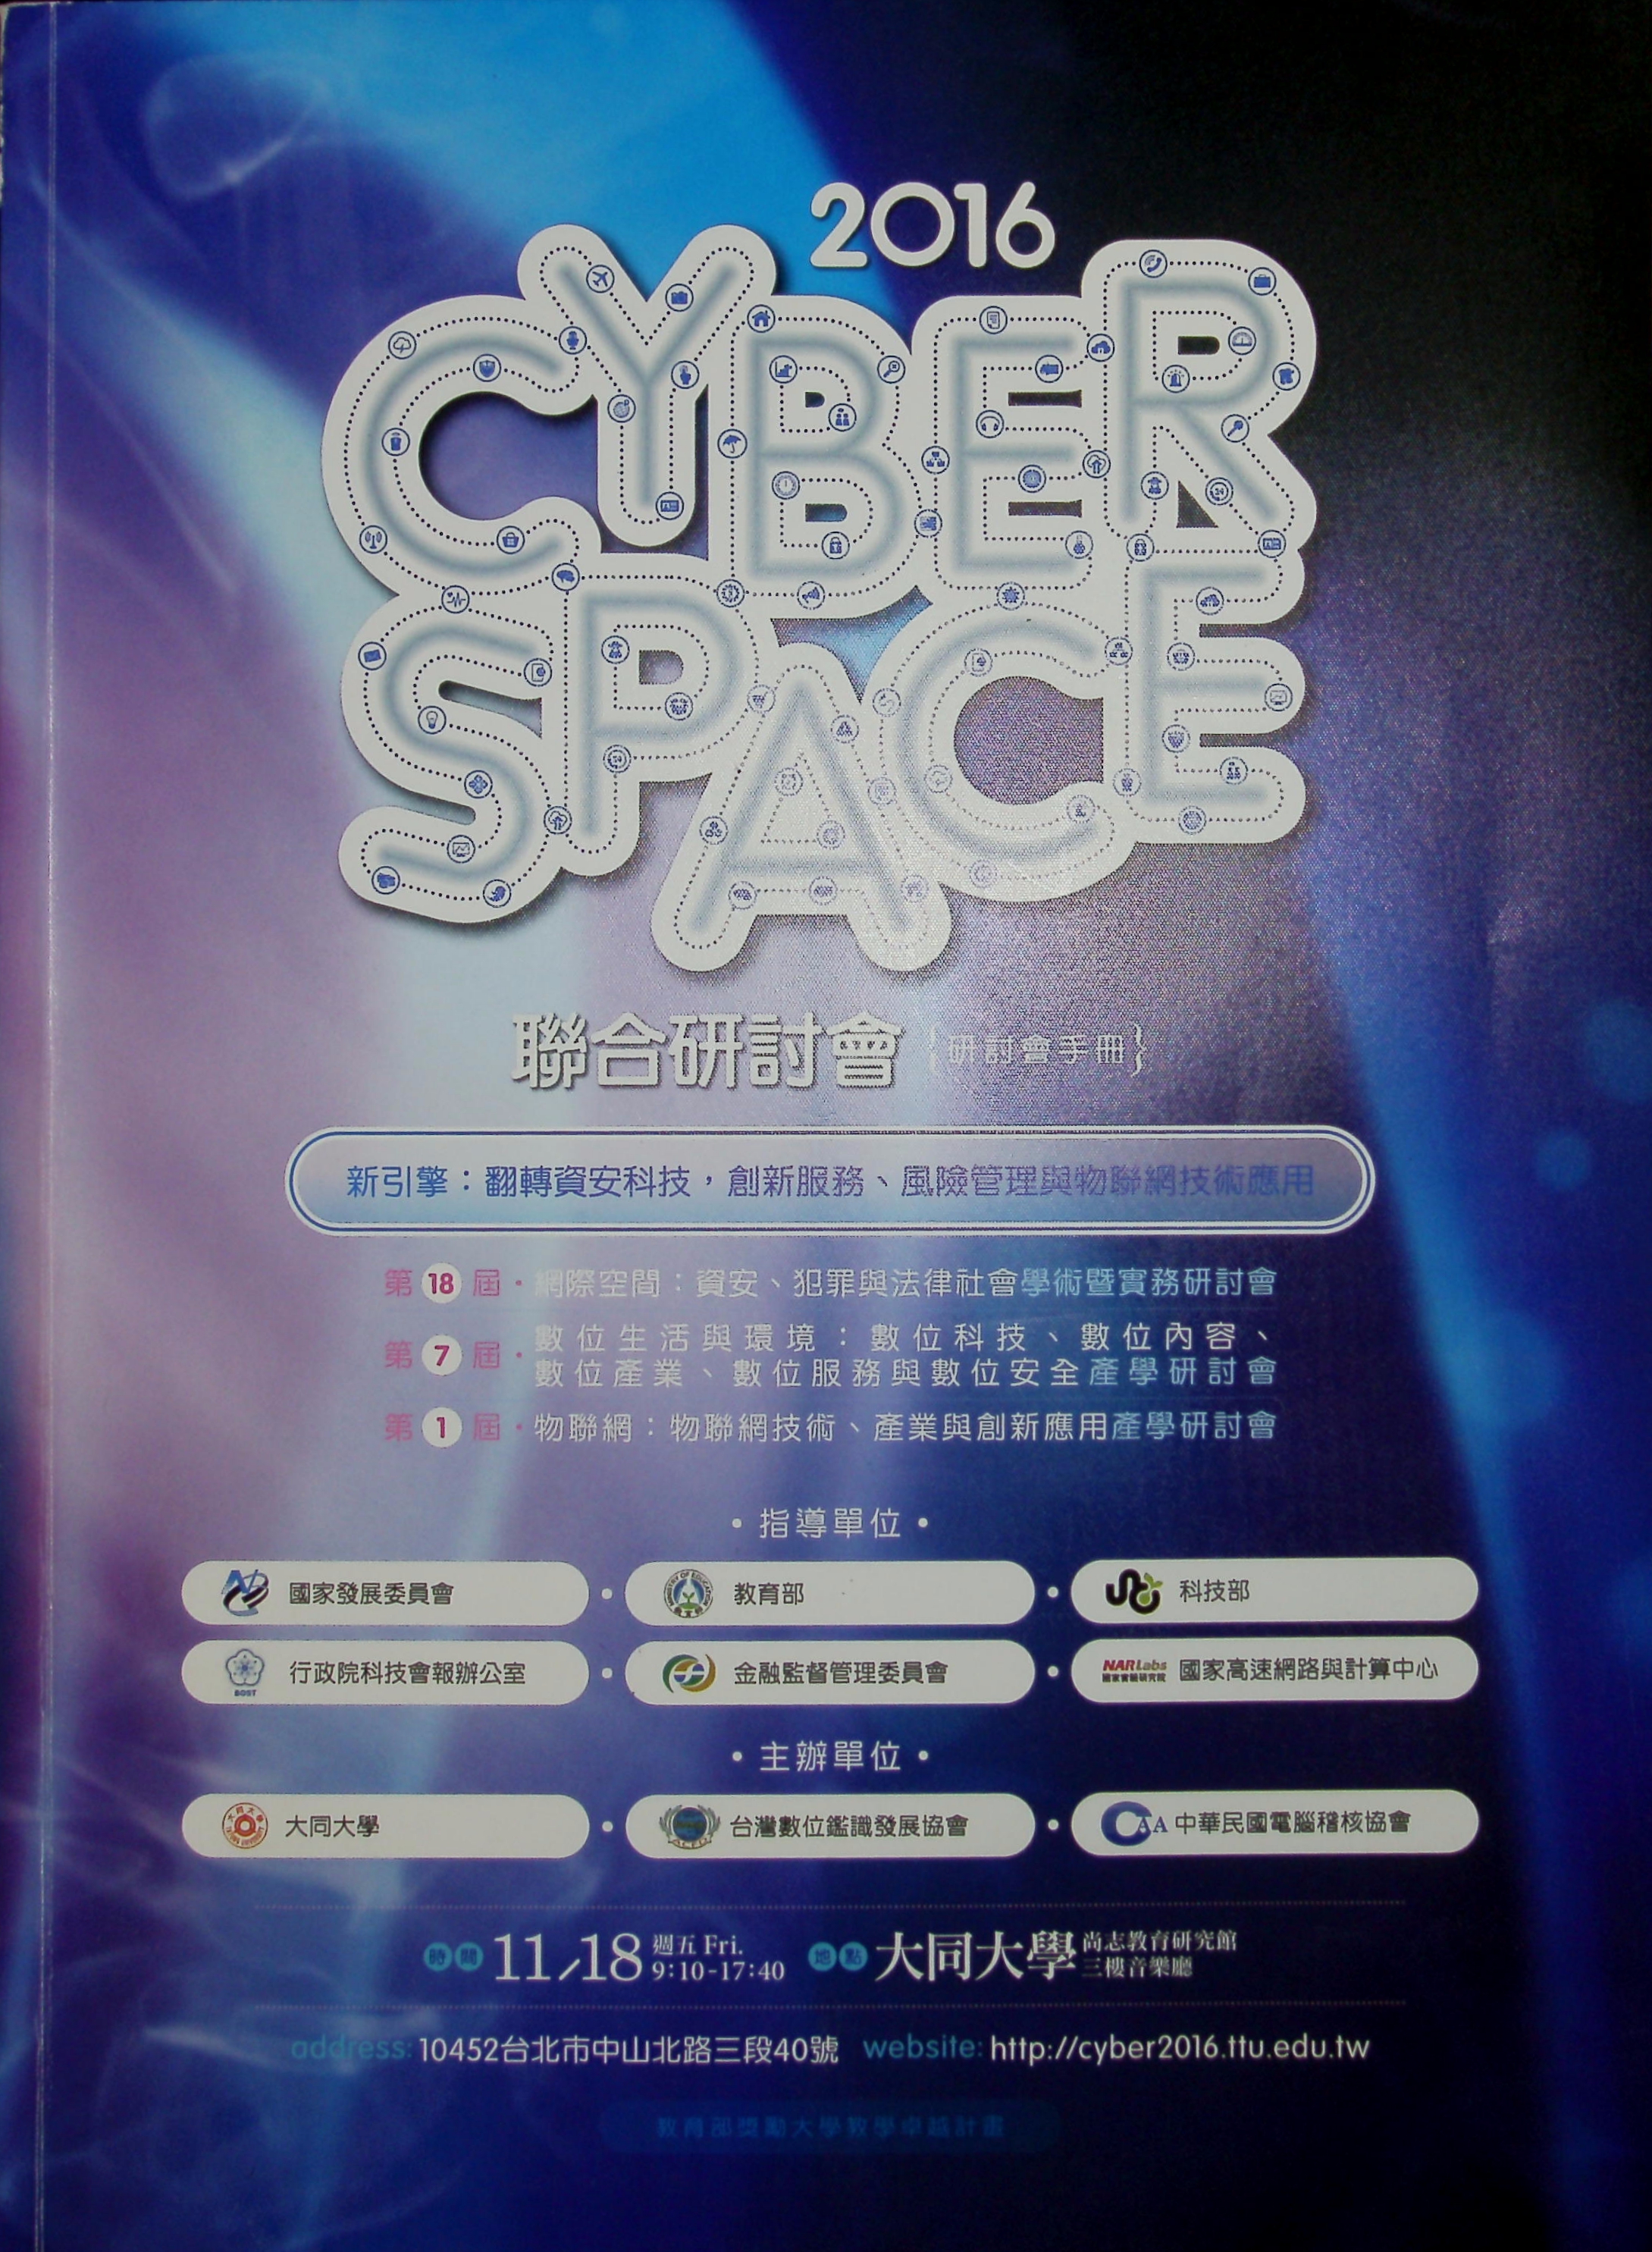 2016
CYBER
SPACE
聯合研討會 {研討會手冊}
新引擎：翻轉資安科技，創新服務、風險管理與物聯網技術應用
第 18 屆・網際空間：資安、犯罪與法律社會學術暨實務研討會
第 7 屆・數位生活與環境：數位科技、數位內容、
數位產業、數位服務與數位安全產學研討會
第 1 屆・物聯網：物聯網技術、產業與創新應用產學研討會
・指導單位・
國家發展委員會・教育部・科技部
行政院科技會報辦公室・金融監督管理委員會・NARLabs 國家實驗研究院 國家高速網路與計算中心
BOST
・主辦單位・
大同大學・台灣數位鑑識發展協會・CAA 中華民國電腦稽核協會
時間 11/18 週五 Fri. 9:10-17:40 地點 大同大學 尚志教育研究館 三樓音樂廳
address: 10452台北市中山北路三段40號 website: http://cyber2016.ttu.edu.tw
教育部獎勵大學教學卓越計畫